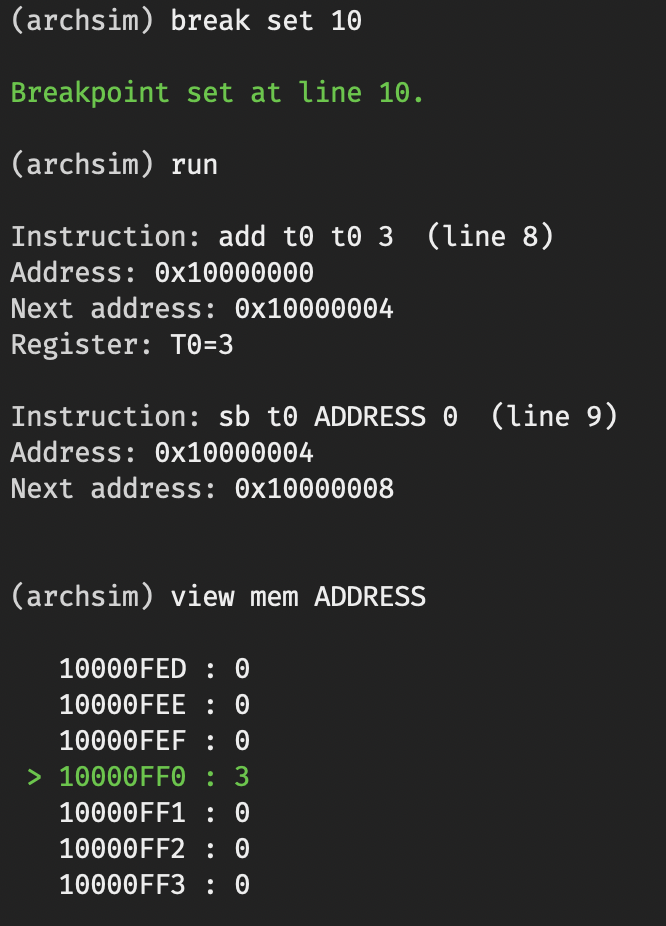 (archsim) break set 10
Breakpoint set at line 10.
(archsim) run
Instruction: add t0 t0 3  (line 8)
Address: 0x10000000
Next address: 0x10000004
Register: T0=3
Instruction: sb t0 ADDRESS 0  (line 9)
Address: 0x10000004
Next address: 0x10000008
(archsim) view mem ADDRESS
10000FED : 0
10000FEE : 0
10000FEF : 0
> 10000FF0 : 3
10000FF1 : 0
10000FF2 : 0
10000FF3 : 0